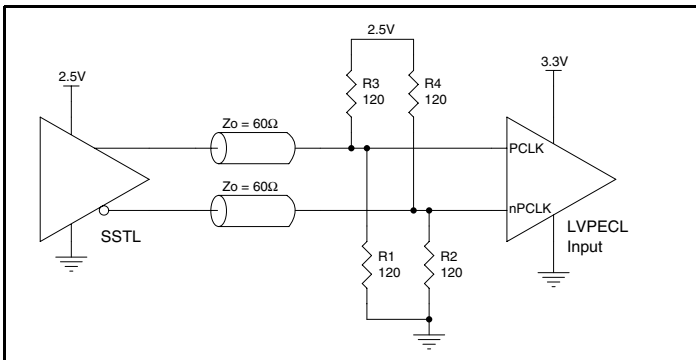 2.5V
2.5V
3.3V
R3
120
R4
120
Zo = 60Ω
PCLK
Zo = 60Ω
nPCLK
SSTL
LVPECL
Input
R1
120
R2
120